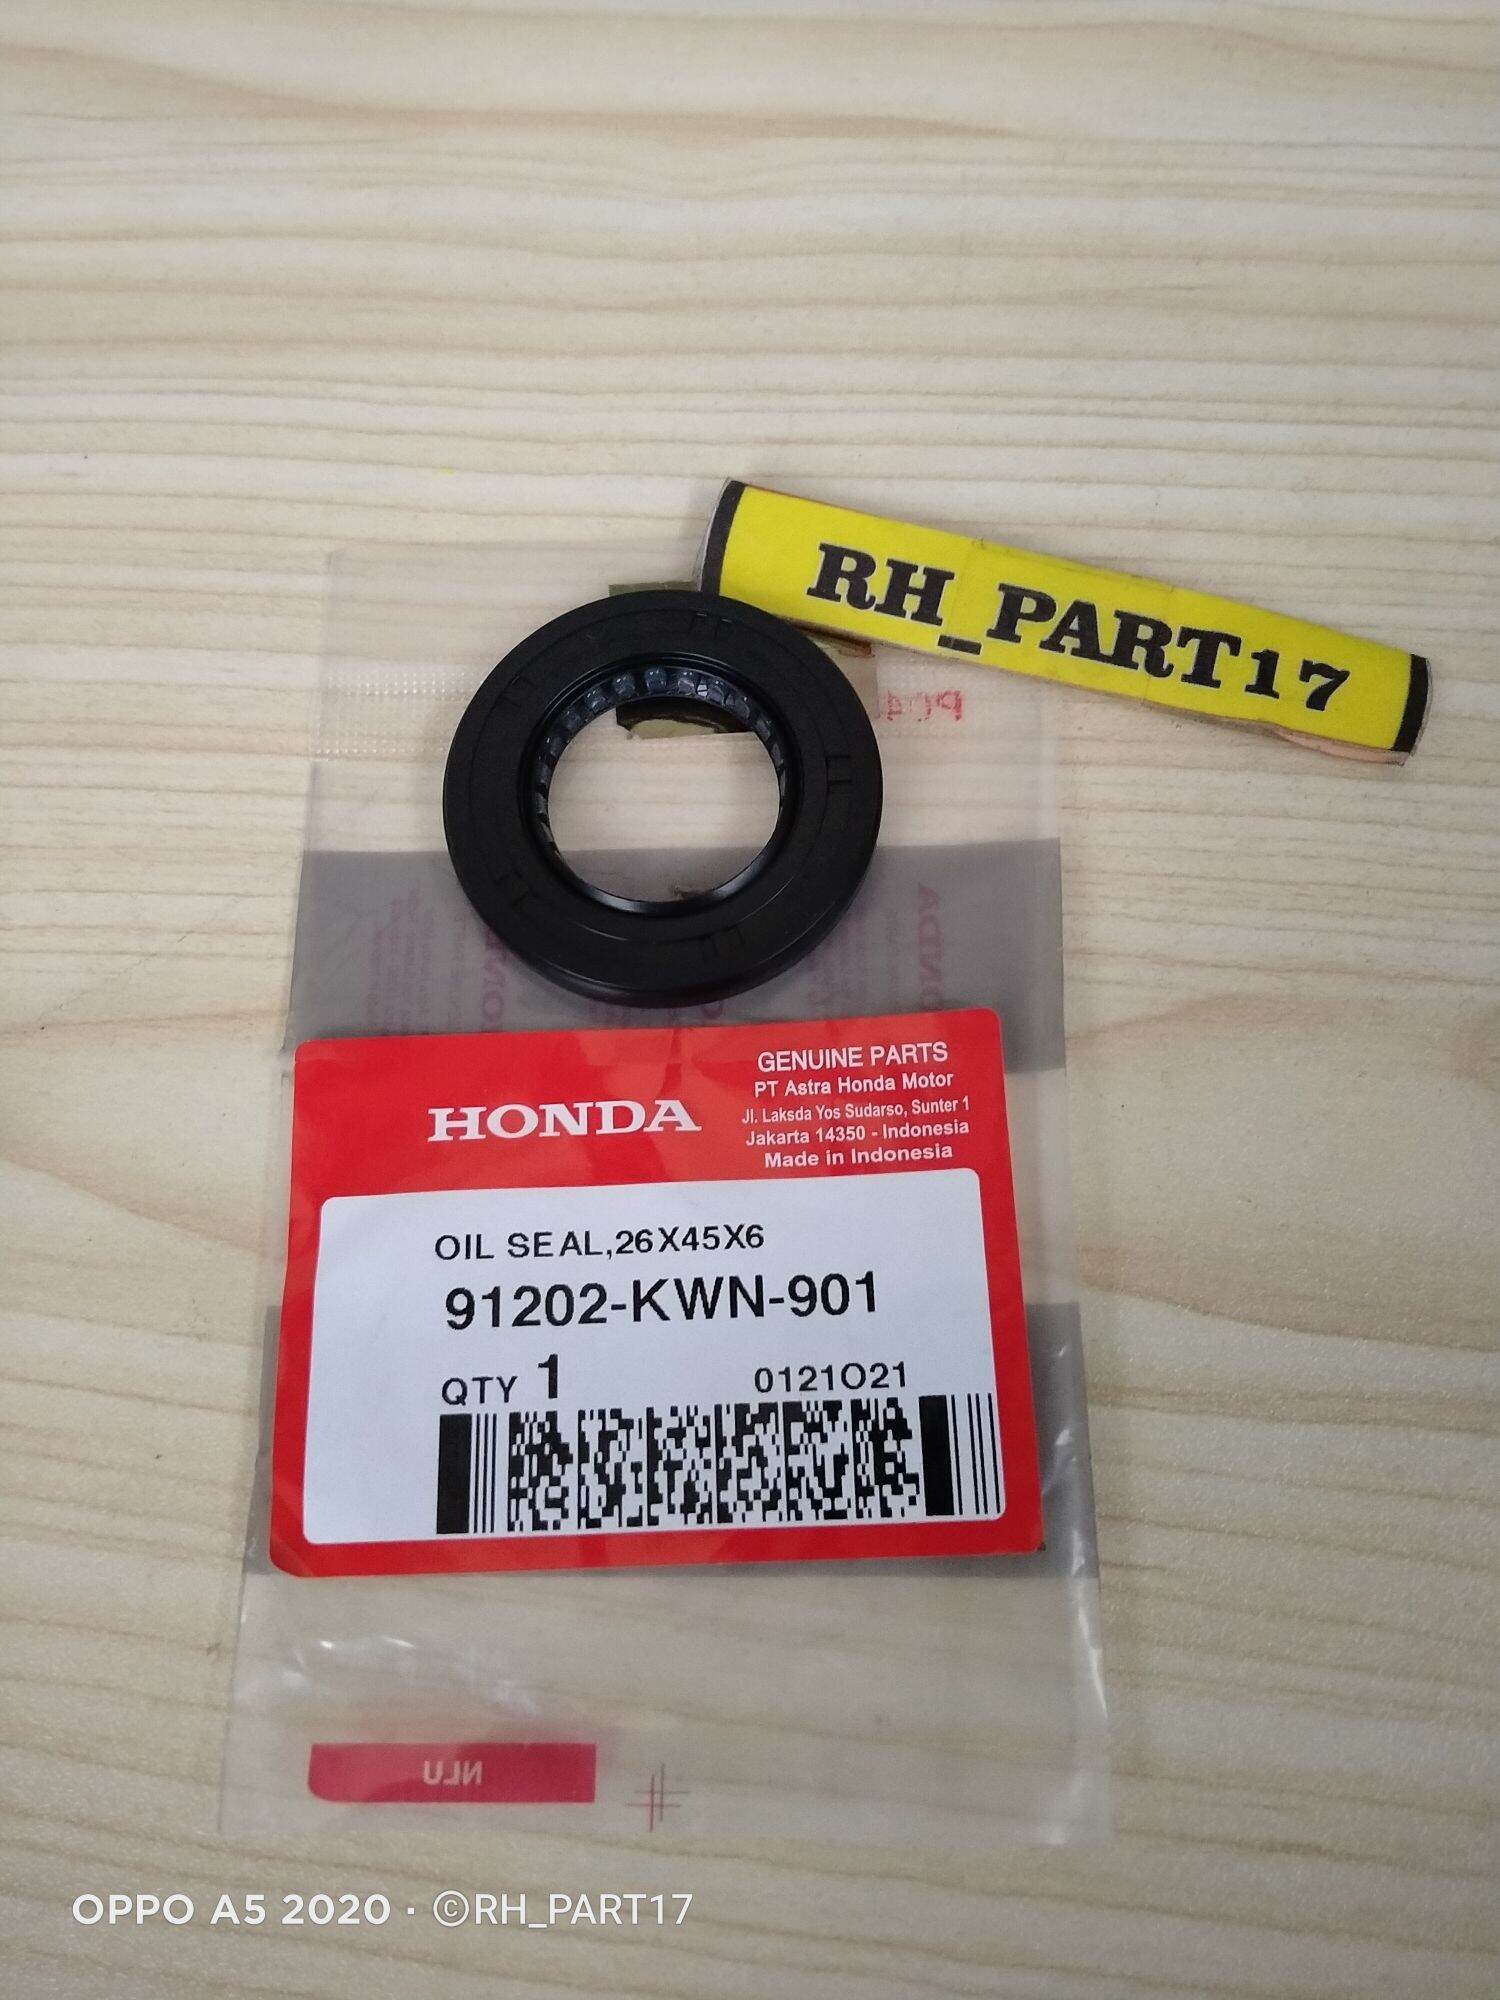 RH_PART17
HONDA
GENUINE PARTS
PT Astra Honda Motor
Jl. Laksda Yos Sudarso, Sunter 1
Jakarta 14350 - Indonesia
Made in Indonesia
OIL SEAL,26X45X6
91202-KWN-901
QTY 1
0121O21
NLU
OPPO A5 2020 · ©RH_PART17